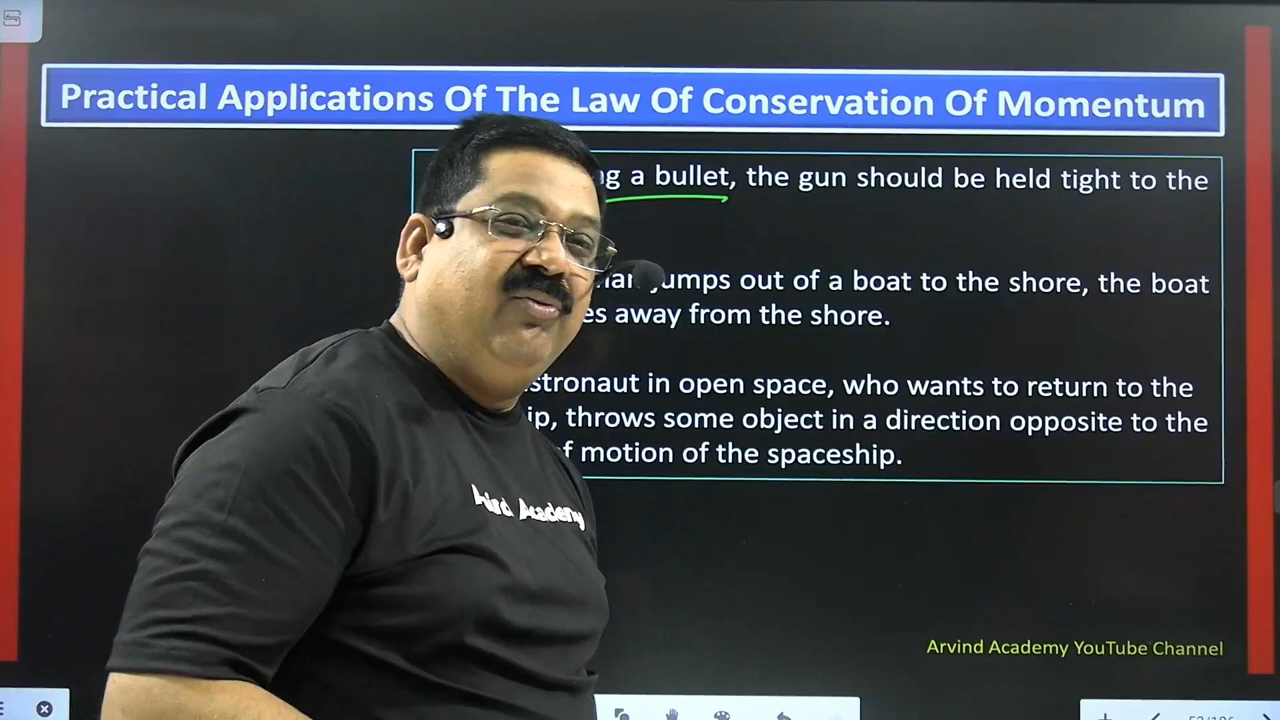 Practical Applications Of The Law Of Conservation Of Momentum
a bullet, the gun should be held tight to the
jumps out of a boat to the shore, the boat
away from the shore.
in open space, who wants to return to the
throws some object in a direction opposite to the
motion of the spaceship.
Arvind Academy
Arvind Academy YouTube Channel